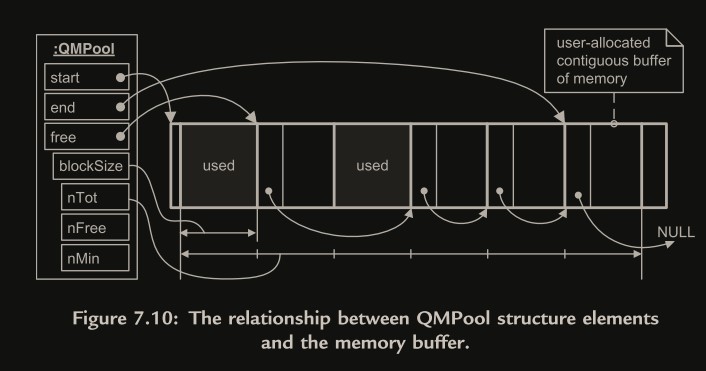 :QMPool
start
end
free
blockSize
nTot
nFree
nMin
used
used
user-allocated
contiguous buffer
of memory
NULL
Figure 7.10: The relationship between QMPool structure elements
and the memory buffer.